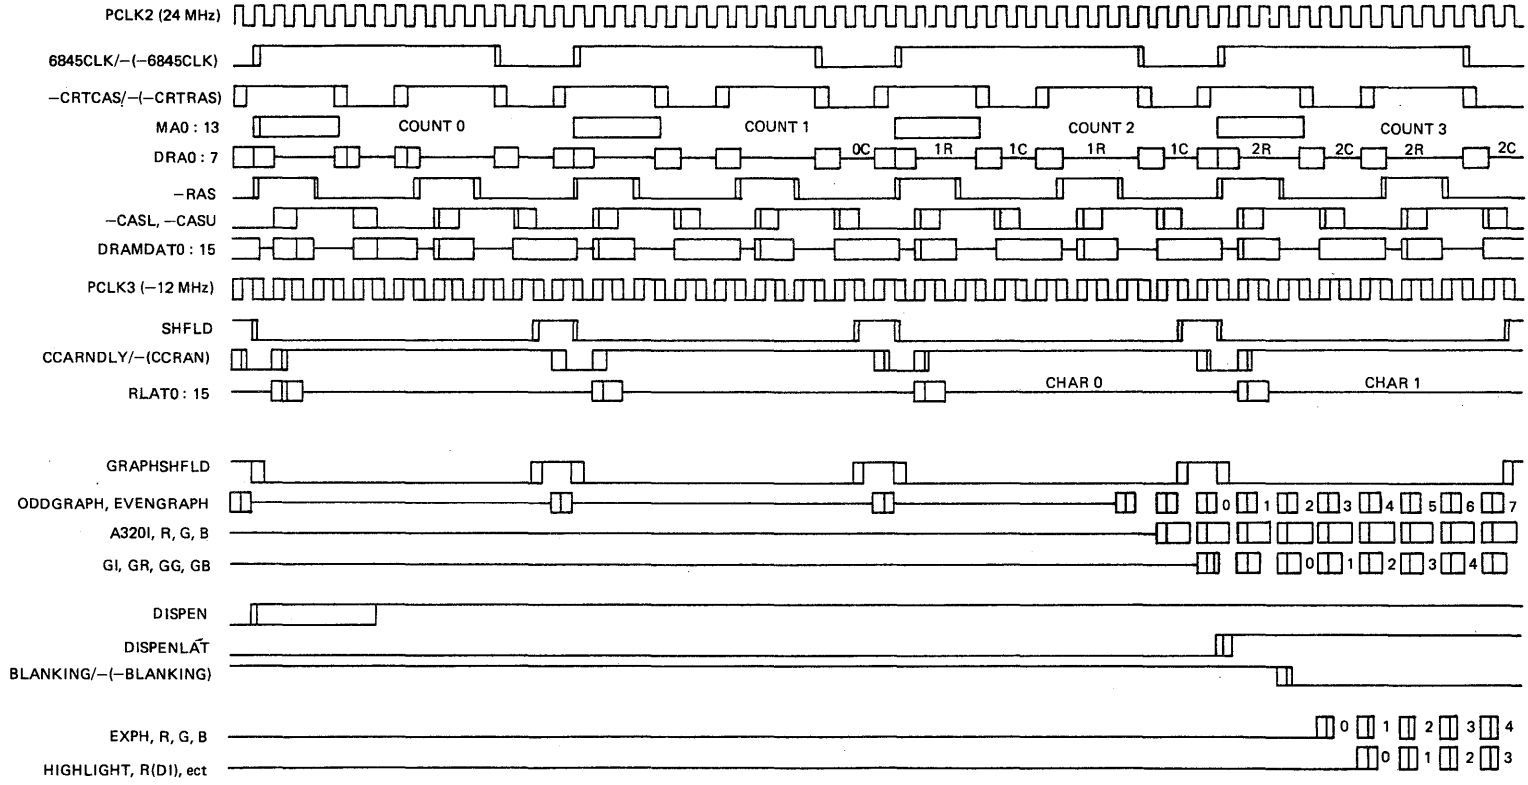 PCLK2 (24 MHz)
6845CLK/−(−6845CLK)
−CRTCAS/−(−CRTRAS)
MA0 : 13 COUNT 0 COUNT 1 COUNT 2 COUNT 3
DRA0 : 7 0C 1R 1C 1R 1C 2R 2C 2R 2C
−RAS
−CASL, −CASU
DRAMDAT0 : 15
PCLK3 (−12 MHz)
SHFLD
CCARNDLY/−(CCRAN)
RLAT0 : 15 CHAR 0 CHAR 1
GRAPHSHFLD
ODDGRAPH, EVENGRAPH 0 1 2 3 4 5 6 7
A320I, R, G, B
GI, GR, GG, GB 0 1 2 3 4
DISPEN
DISPENLAT
BLANKING/−(−BLANKING)
EXPH, R, G, B 0 1 2 3 4
HIGHLIGHT, R(DI), ect 0 1 2 3